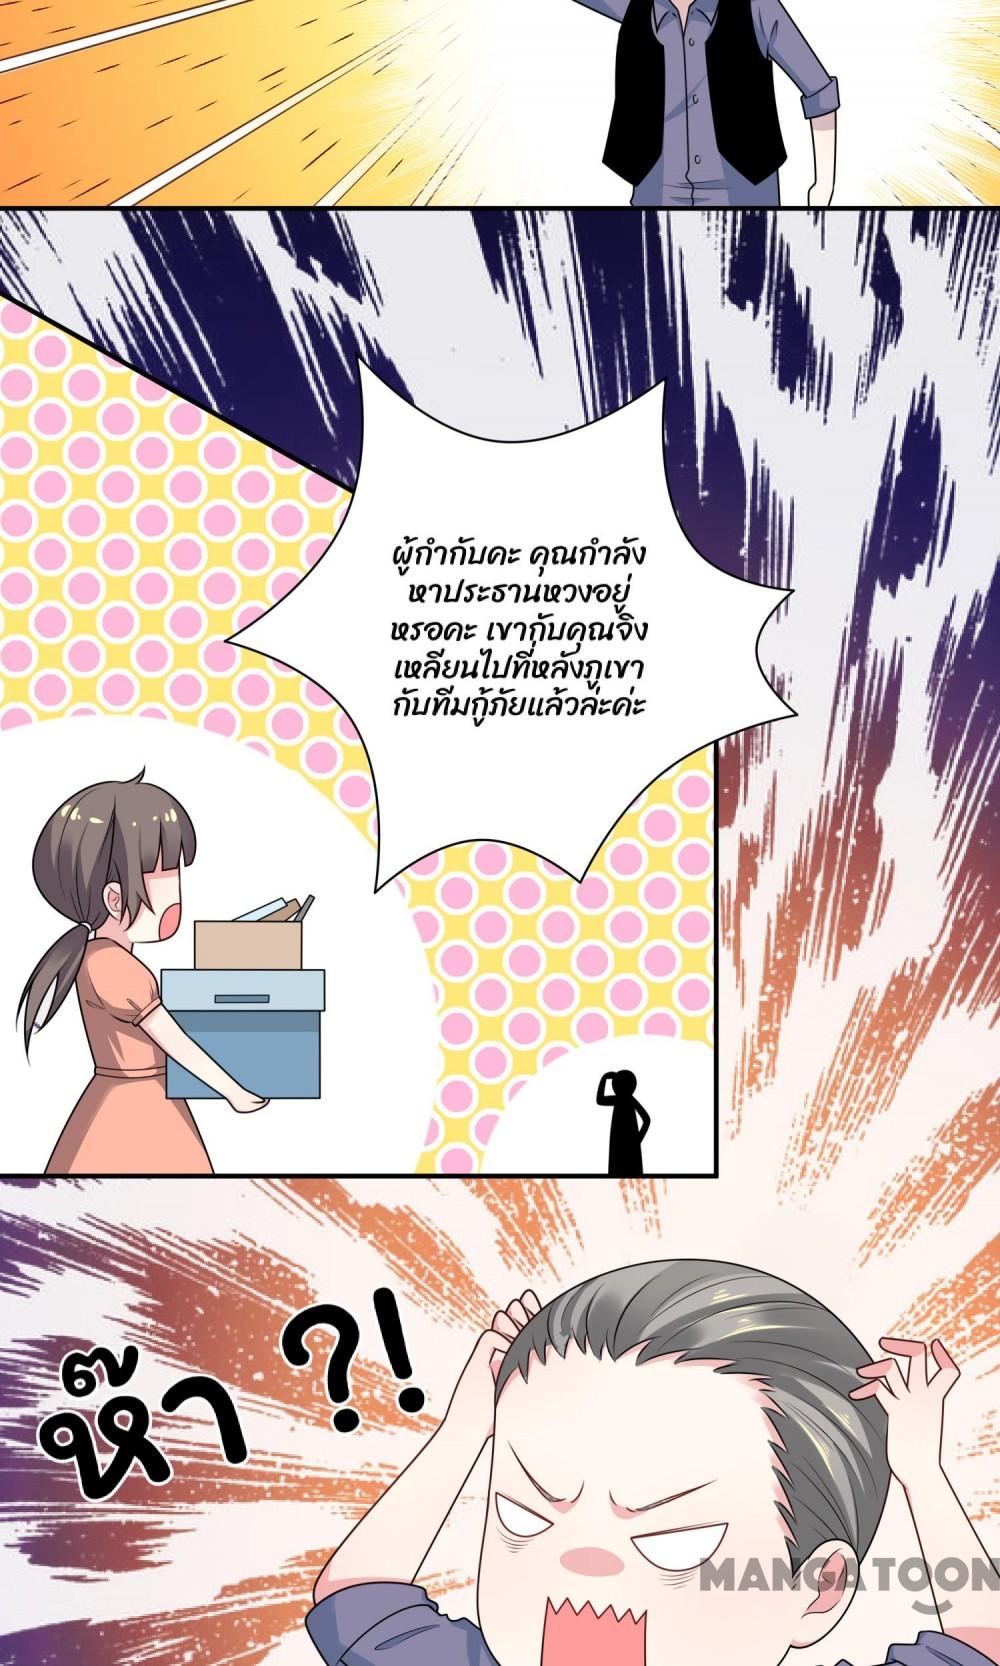 ผู้กำกับคะ คุณกำลัง
หาประธานหวงอยู่
หรอคะ เขากับคุณจิ่ง
เหลียนไปที่หลังภูเขา
กับทีมกู้ภัยแล้วล่ะค่ะ
ห๊า ?!
MANGATOON